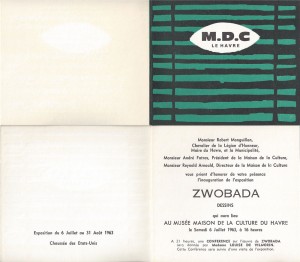 M.D.C
LE HAVRE
Exposition du 6 Juillet au 31 Août 1963
Chaussée des Etats-Unis
Monsieur Robert Monguillon,
Chevalier de la Légion d'Honneur,
Maire du Havre, et la Municipalité,
Monsieur André Fatras, Président de la Maison de la Culture,
Monsieur Reynold Arnould, Directeur de la Maison de la Culture
vous prient d'honorer de votre présence
l'inauguration de l'exposition
ZWOBADA
DESSINS
qui aura lieu
AU MUSÉE MAISON DE LA CULTURE DU HAVRE
le Samedi 6 Juillet 1963, à 18 heures
A 21 heures, une CONFÉRENCE sur l'œuvre de ZWOBADA
sera donnée par Madame LOUISE DE VILMORIN
Cette Conférence sera suivie d'une visite de l'exposition.